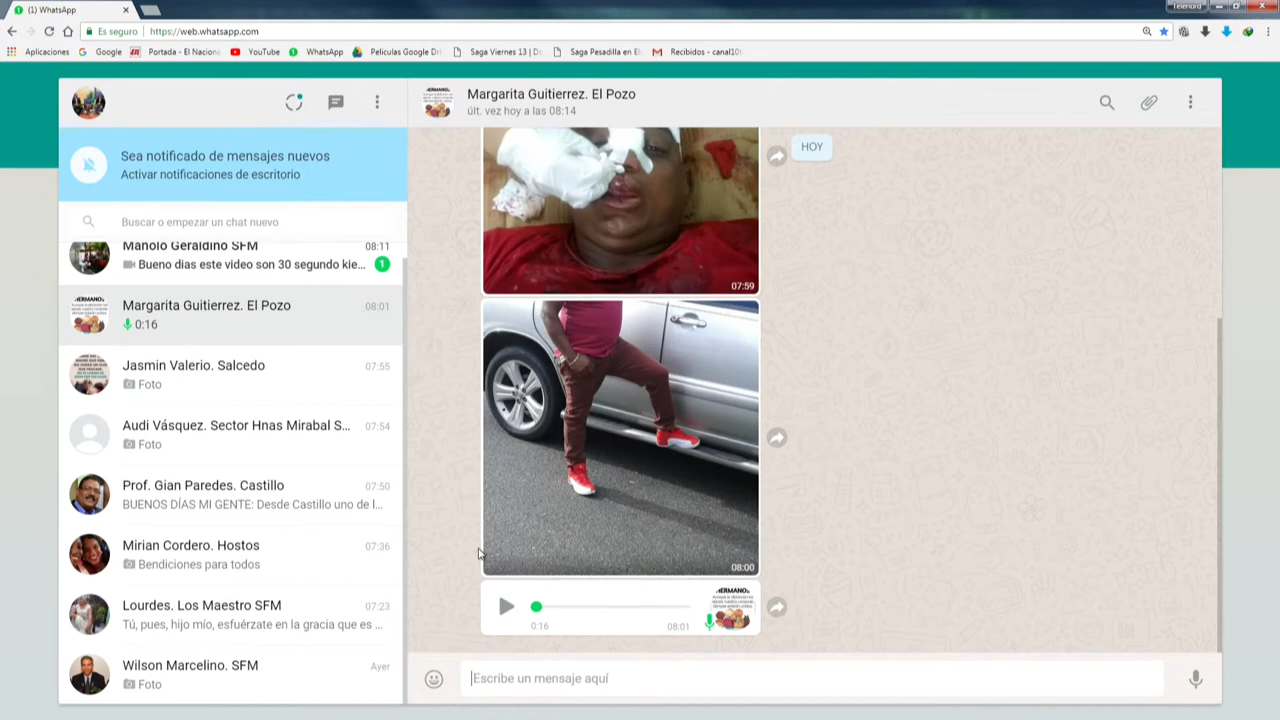 (1) WhatsApp
Telenord
Es seguro
https://web.whatsapp.com
Aplicaciones
Google
Portada - El Naciona
YouTube
WhatsApp
Peliculas Google Dri
Saga Viernes 13 | Do
Saga Pesadilla en El
Recibidos - canal10
Margarita Guitierrez. El Pozo
últ. vez hoy a las 08:14
Sea notificado de mensajes nuevos
Activar notificaciones de escritorio
Buscar o empezar un chat nuevo
Manolo Geraldino SFM
08:11
Bueno dias este video son 30 segundo kie...
1
Margarita Guitierrez. El Pozo
08:01
0:16
Jasmin Valerio. Salcedo
07:55
Foto
Audi Vásquez. Sector Hnas Mirabal S...
07:54
Foto
Prof. Gian Paredes. Castillo
07:50
BUENOS DÍAS MI GENTE: Desde Castillo uno de l...
Mirian Cordero. Hostos
07:36
Bendiciones para todos
Lourdes. Los Maestro SFM
07:23
Tú, pues, hijo mío, esfuérzate en la gracia que es ...
Wilson Marcelino. SFM
Ayer
Foto
HOY
07:59
08:00
HERMANO,
0:16
08:01
Escribe un mensaje aquí